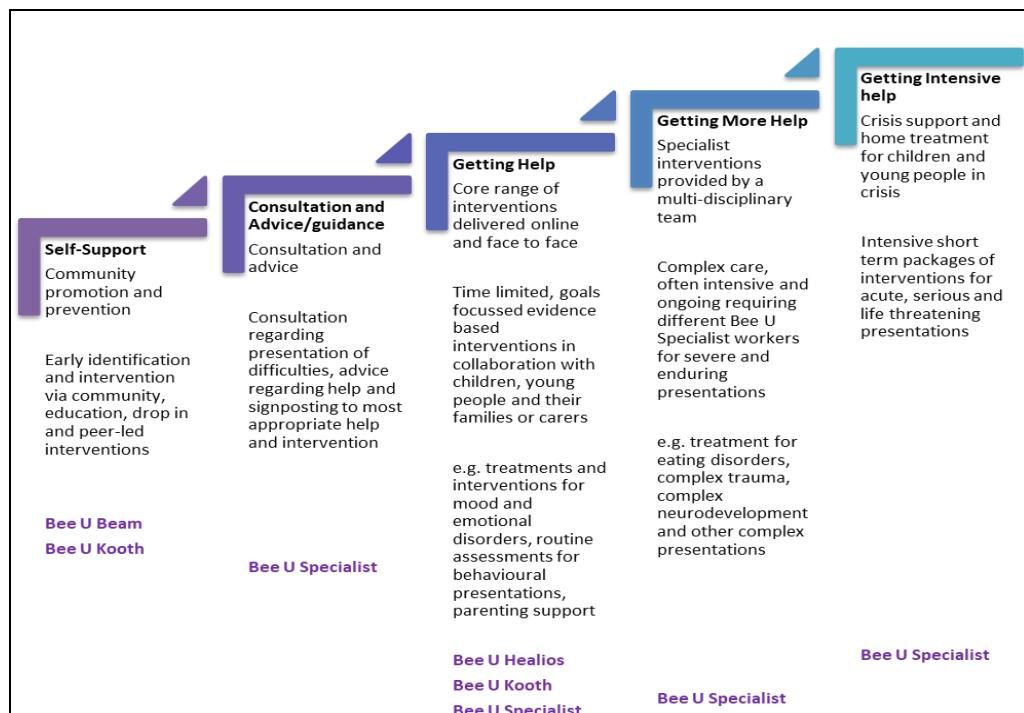 Self-Support
Community
promotion and
prevention
Early identification
and intervention
via community,
education, drop in
and peer-led
interventions
Bee U Beam
Bee U Kooth
Consultation and
Advice/guidance
Consultation and
advice
Consultation
regarding
presentation of
difficulties, advice
regarding help and
signposting to most
appropriate help
and intervention
Bee U Specialist
Getting Help
Core range of
interventions
delivered online
and face to face
Time limited, goals
focussed evidence
based
interventions in
collaboration with
children, young
people and their
families or carers
e.g. treatments and
interventions for
mood and
emotional
disorders, routine
assessments for
behavioural
presentations,
parenting support
Bee U Healios
Bee U Kooth
Bee U Specialist
Getting More Help
Specialist
interventions
provided by a
multi-disciplinary
team
Complex care,
often intensive and
ongoing requiring
different Bee U
Specialist workers
for severe and
enduring
presentations
e.g. treatment for
eating disorders,
complex trauma,
complex
neurodevelopment
and other complex
presentations
Bee U Specialist
Getting Intensive
help
Crisis support and
home treatment
for children and
young people in
crisis
Intensive short
term packages of
interventions for
acute, serious and
life threatening
presentations
Bee U Specialist